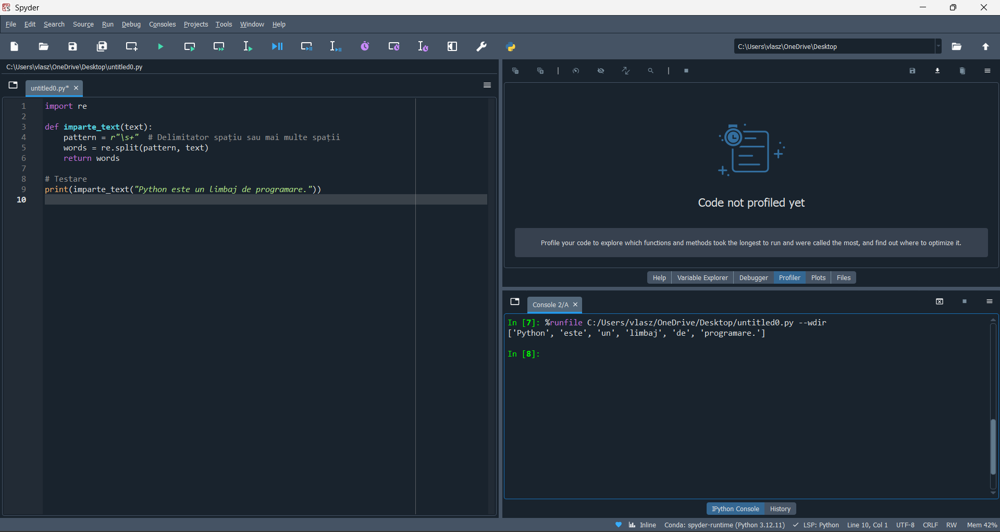 Spyder
File Edit Search Source Run Debug Consoles Projects Tools Window Help
C:\Users\vlasz\OneDrive\Desktop
C:\Users\vlasz\OneDrive\Desktop\untitled0.py
untitled0.py*
1 import re
2
3 def imparte_text(text):
4     pattern = r"\s+"  # Delimitator spațiu sau mai multe spații
5     words = re.split(pattern, text)
6     return words
7
8 # Testare
9 print(imparte_text("Python este un limbaj de programare."))
10
Code not profiled yet
Profile your code to explore which functions and methods took the longest to run and were called the most, and find out where to optimize it.
Help Variable Explorer Debugger Profiler Plots Files
Console 2/A
In [7]: %runfile C:/Users/vlasz/OneDrive/Desktop/untitled0.py --wdir
['Python', 'este', 'un', 'limbaj', 'de', 'programare.']
In [8]:
IPython Console History
Inline Conda: spyder-runtime (Python 3.12.11) LSP: Python Line 10, Col 1 UTF-8 CRLF RW Mem 42%